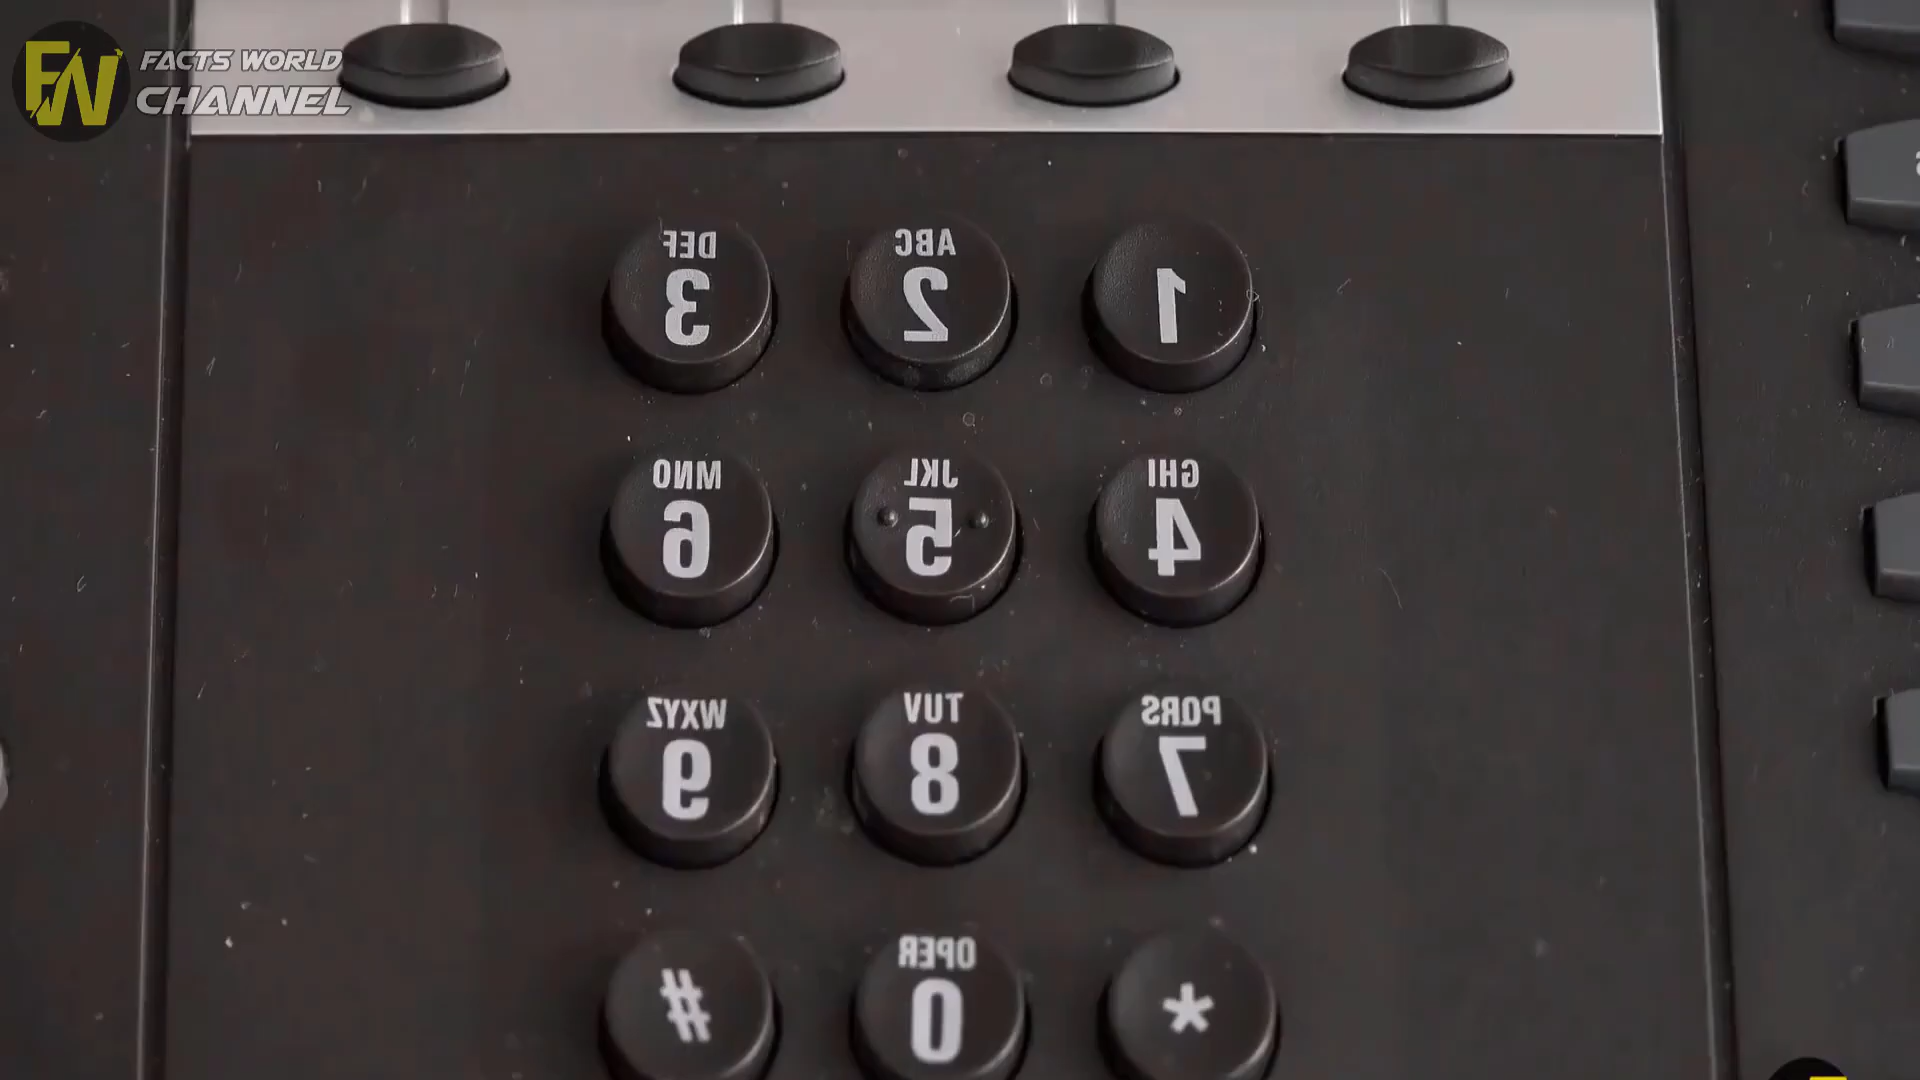 FW FACTS WORLD
CHANNEL
DEF ABC
3 2 1
MNO JKL GHI
6 5 4
WXYZ TUV PQRS
9 8 7
OPER
# 0 *